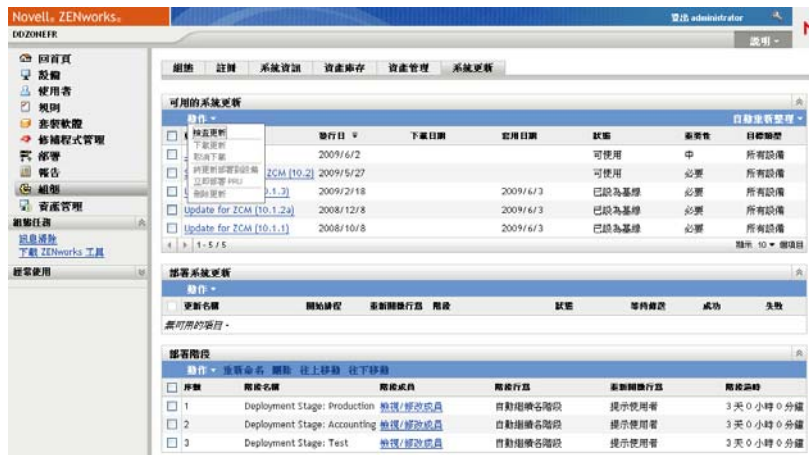 Novell® ZENworks®
登出 administrator
DDZONEFR
說明
回首頁
設備
使用者
規則
套裝軟體
修補程式管理
部署
報告
組態
資產管理
組態任務
訊息清除
下載 ZENworks 工具
經常使用
組態 註冊 系統資訊 資產庫存 資產管理 系統更新
可用的系統更新
動作 自動重新整理
檢查更新
下載更新
取消下載
將更新部署到設備
立即部署 PRU
刪除更新
發行日 下載日期 套用日期 狀態 重要性 目標類型
2009/6/2 可使用 中 所有設備
ZCM (10.2) 2009/5/27 可使用 必要 所有設備
0.1.3) 2009/2/18 2009/6/3 已設為基線 必要 所有設備
Update for ZCM (10.1.2a) 2008/12/8 2009/6/3 已設為基線 必要 所有設備
Update for ZCM (10.1.1) 2008/10/8 2009/6/3 已設為基線 必要 所有設備
1 - 5 / 5 顯示 10 個項目
部署系統更新
動作
更新名稱 開始排程 重新開機行為 階段 狀態 等待修設 成功 失敗
無可用的項目。
部署階段
動作 重新命名 刪除 往上移動 往下移動
序號 階段名稱 階段成員 階段行為 重新開機行為 階段逾時
1 Deployment Stage: Production 檢視/修改成員 自動繼續各階段 提示使用者 3 天 0 小時 0 分鐘
2 Deployment Stage: Accounting 檢視/修改成員 自動繼續各階段 提示使用者 3 天 0 小時 0 分鐘
3 Deployment Stage: Test 檢視/修改成員 自動繼續各階段 提示使用者 3 天 0 小時 0 分鐘